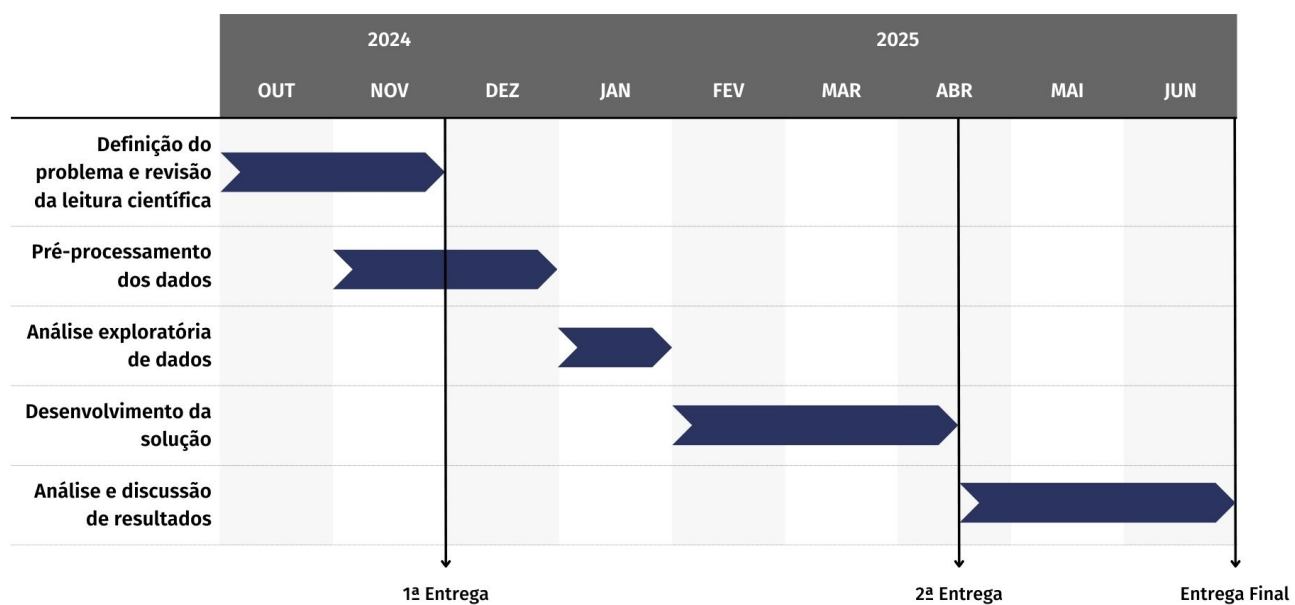 2024 2025
OUT NOV DEZ JAN FEV MAR ABR MAI JUN
Definição do
problema e revisão
da leitura científica
Pré-processamento
dos dados
Análise exploratória
de dados
Desenvolvimento da
solução
Análise e discussão
de resultados
1ª Entrega 2ª Entrega Entrega Final